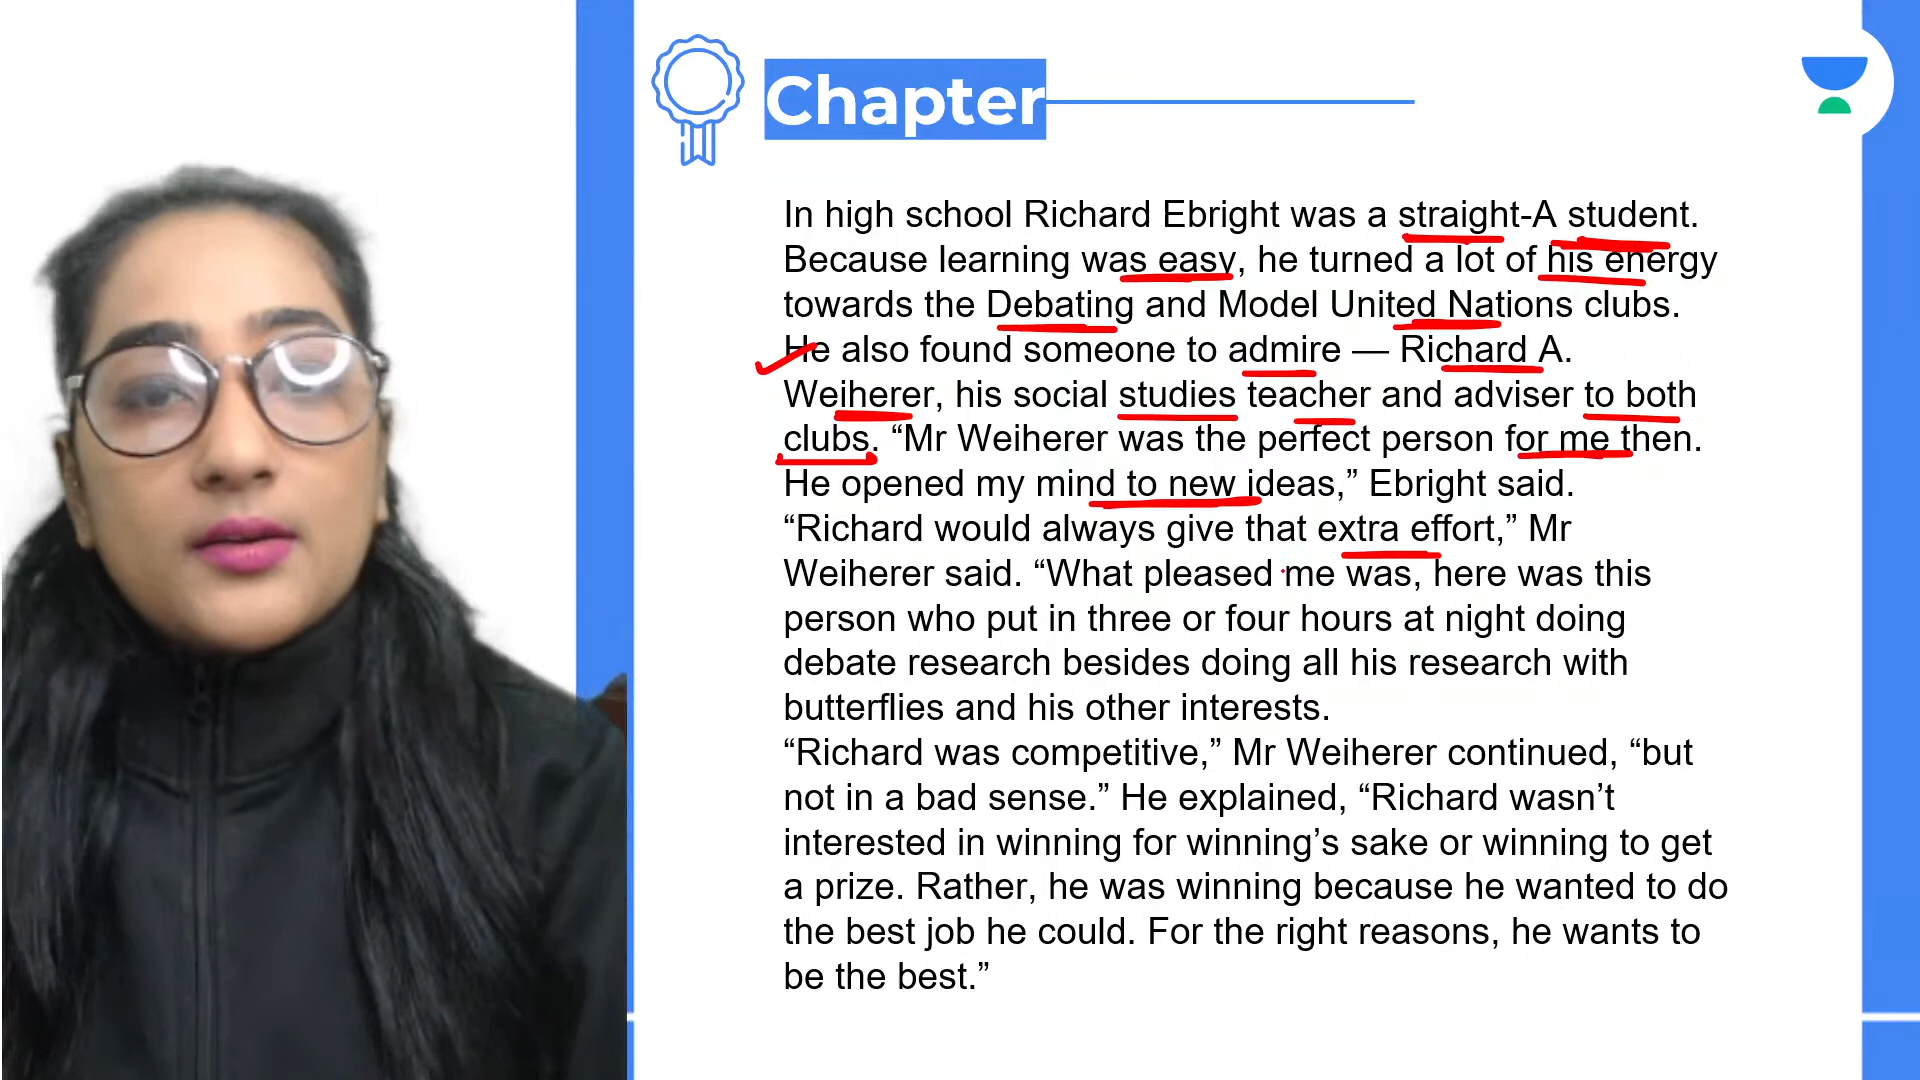 Chapter
In high school Richard Ebright was a straight-A student.
Because learning was easy, he turned a lot of his energy
towards the Debating and Model United Nations clubs.
He also found someone to admire — Richard A.
Weiherer, his social studies teacher and adviser to both
clubs. “Mr Weiherer was the perfect person for me then.
He opened my mind to new ideas,” Ebright said.
“Richard would always give that extra effort,” Mr
Weiherer said. “What pleased me was, here was this
person who put in three or four hours at night doing
debate research besides doing all his research with
butterflies and his other interests.
“Richard was competitive,” Mr Weiherer continued, “but
not in a bad sense.” He explained, “Richard wasn’t
interested in winning for winning’s sake or winning to get
a prize. Rather, he was winning because he wanted to do
the best job he could. For the right reasons, he wants to
be the best.”